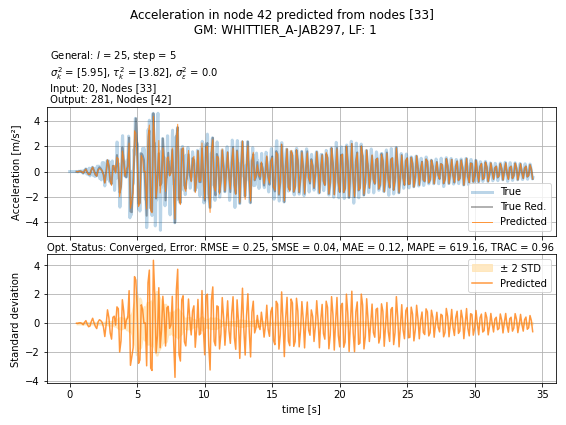 Acceleration in node 42 predicted from nodes [33]
GM: WHITTIER_A-JAB297, LF: 1
General: l = 25, step = 5
σ²ₖ = [5.95], τ²ₖ = [3.82], σ²ε = 0.0
Input: 20, Nodes [33]
Output: 281, Nodes [42]
Acceleration [m/s²]
4
2
0
−2
−4
True
True Red.
Predicted
Opt. Status: Converged, Error: RMSE = 0.25, SMSE = 0.04, MAE = 0.12, MAPE = 619.16, TRAC = 0.96
Standard deviation
4
2
0
−2
−4
± 2 STD
Predicted
0 5 10 15 20 25 30 35
time [s]